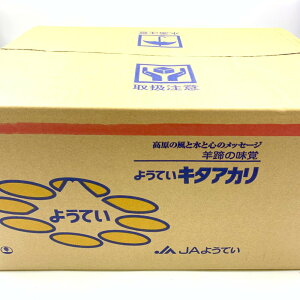 取扱注意
高原の風と水と心のメッセージ
羊蹄の味覚
ようていキタアカリ
ようてい
JAようてい